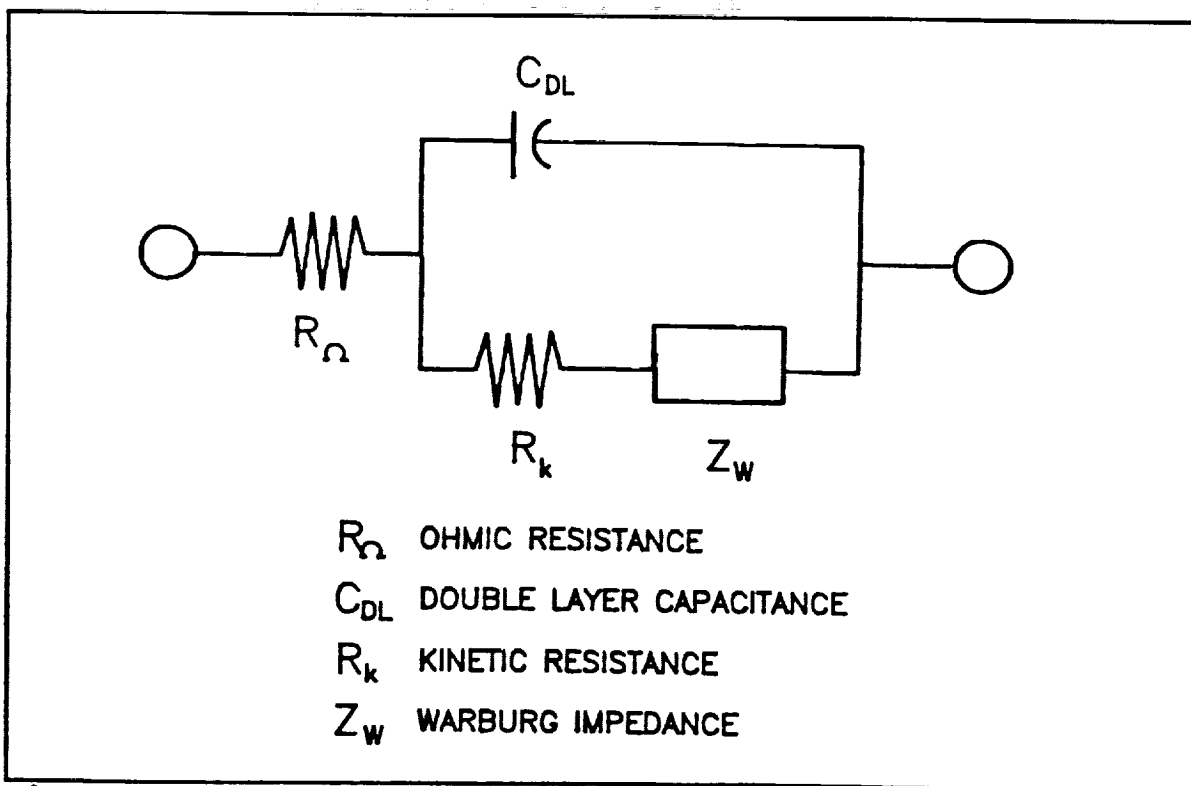 C_DL
R_Ω
R_k
Z_W
R_Ω OHMIC RESISTANCE
C_DL DOUBLE LAYER CAPACITANCE
R_k KINETIC RESISTANCE
Z_W WARBURG IMPEDANCE